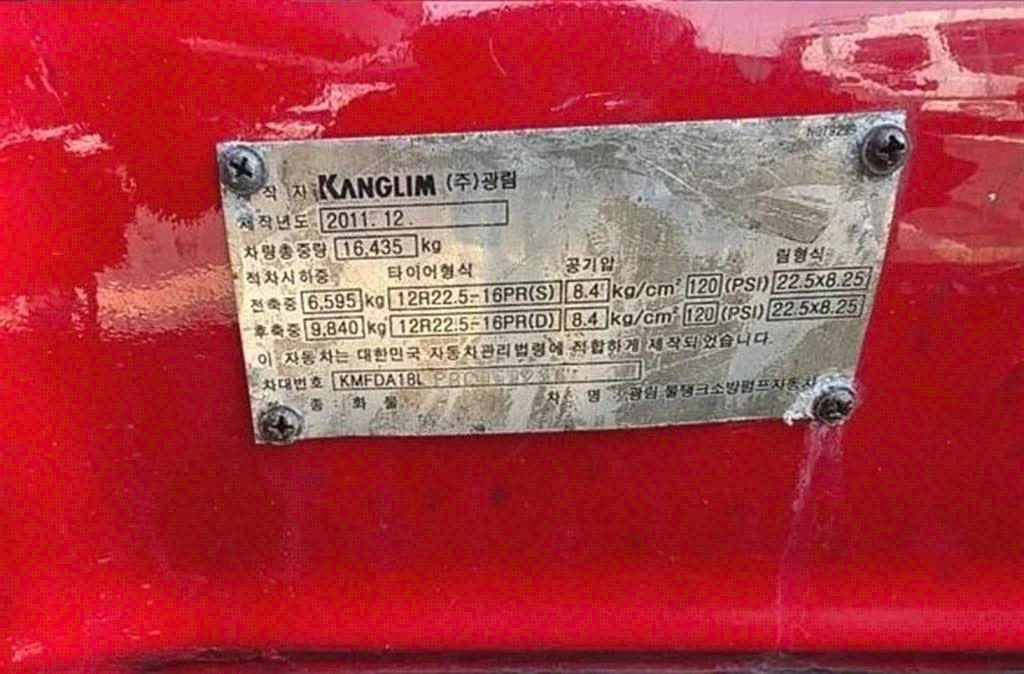 제작자 KANGLIM (주)광림
제작년도 2011. 12.
차량총중량 16,435 kg
적차시하중 타이어형식 공기압 림형식
전축중 6,595 kg 12R22.5-16PR(S) 8.4 kg/cm² 120 (PSI) 22.5x8.25
후축중 9,840 kg 12R22.5-16PR(D) 8.4 kg/cm² 120 (PSI) 22.5x8.25
이 자동차는 대한민국 자동차관리법령에 적합하게 제작되었습니다.
차대번호 KMFDA18L
종 : 화 물 차 명 : 광림 물탱크소방펌프자동차